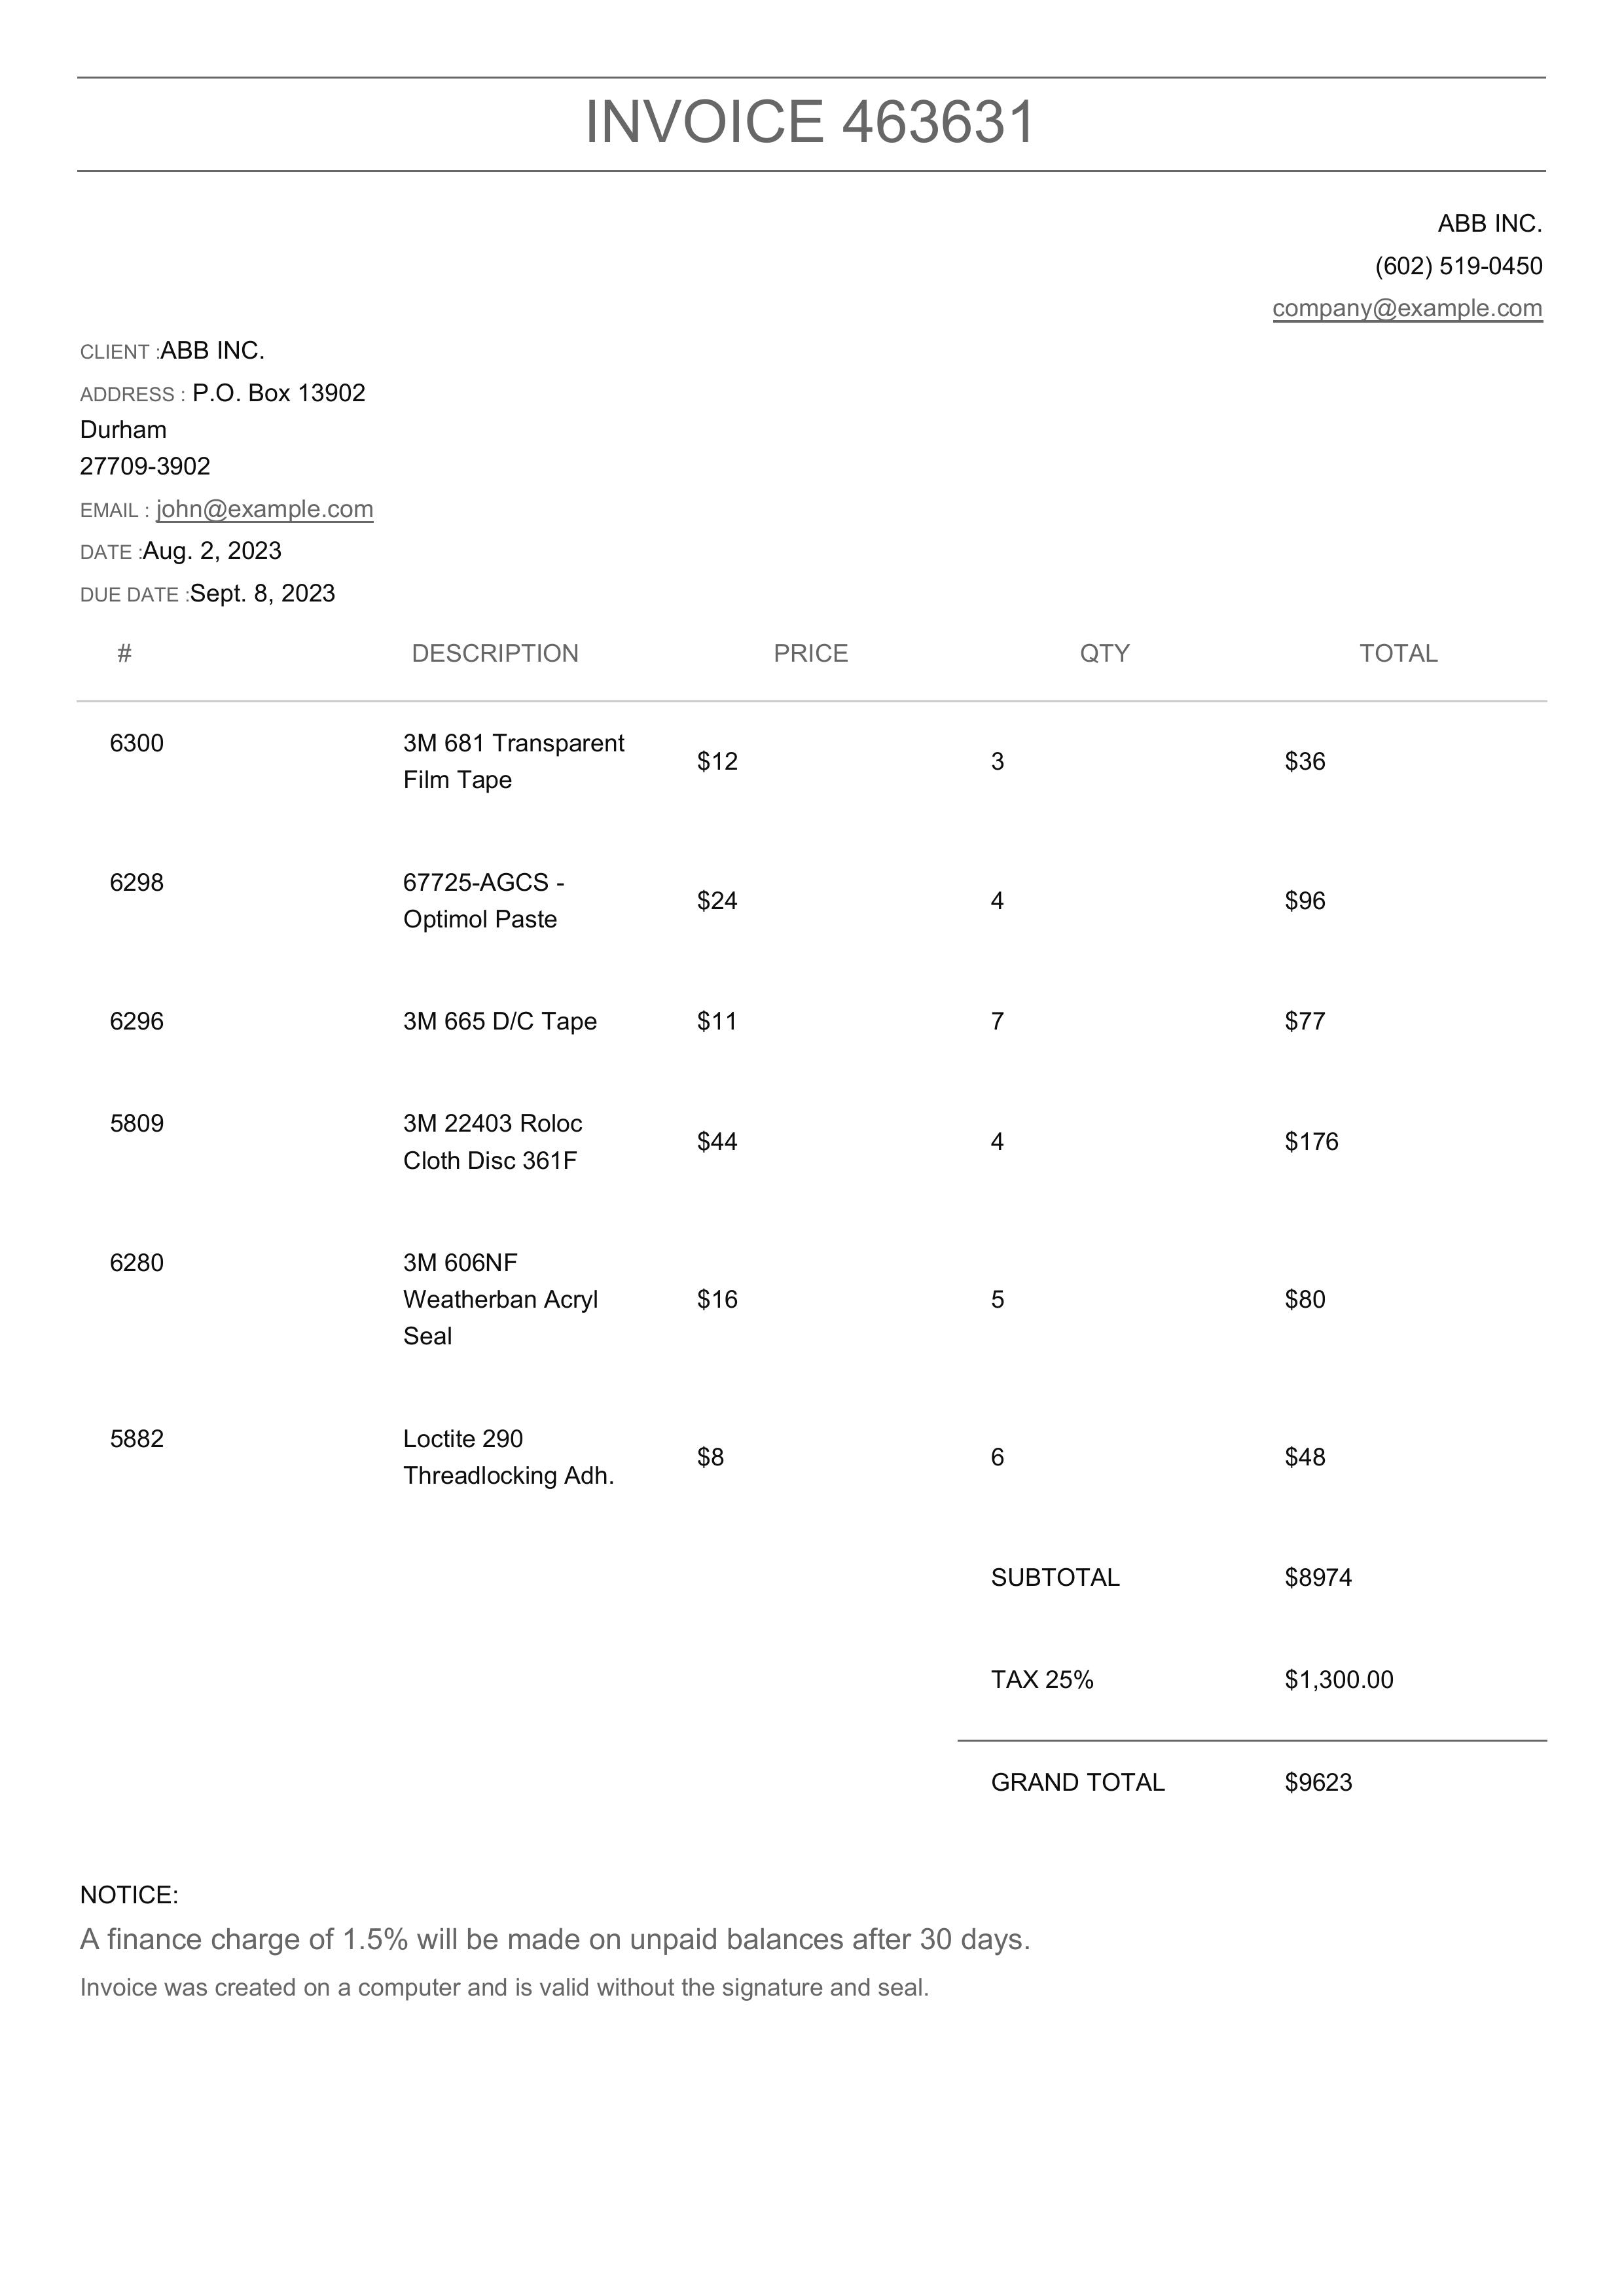 INVOICE 463631
ABB INC.
(602) 519-0450
company@example.com
CLIENT :ABB INC.
ADDRESS : P.O. Box 13902
Durham
27709-3902
EMAIL : john@example.com
DATE :Aug. 2, 2023
DUE DATE :Sept. 8, 2023
# DESCRIPTION PRICE QTY TOTAL
6300 3M 681 Transparent
Film Tape $12 3 $36
6298 67725-AGCS -
Optimol Paste $24 4 $96
6296 3M 665 D/C Tape $11 7 $77
5809 3M 22403 Roloc
Cloth Disc 361F $44 4 $176
6280 3M 606NF
Weatherban Acryl $16 5 $80
Seal
5882 Loctite 290
Threadlocking Adh. $8 6 $48
SUBTOTAL $8974
TAX 25% $1,300.00
GRAND TOTAL $9623
NOTICE:
A finance charge of 1.5% will be made on unpaid balances after 30 days.
Invoice was created on a computer and is valid without the signature and seal.